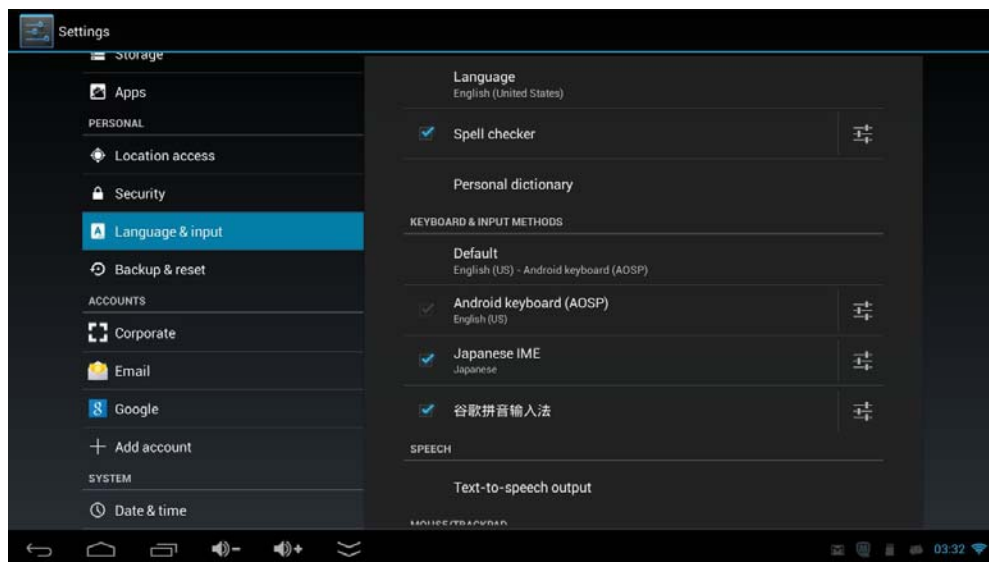 Settings
Storage
Apps
PERSONAL
Location access
Security
Language & input
Backup & reset
ACCOUNTS
Corporate
Email
Google
Add account
SYSTEM
Date & time
Language
English (United States)
Spell checker
Personal dictionary
KEYBOARD & INPUT METHODS
Default
English (US) - Android keyboard (AOSP)
Android keyboard (AOSP)
English (US)
Japanese IME
Japanese
谷歌拼音输入法
SPEECH
Text-to-speech output
MOUSE/TRACKPAD
03:32